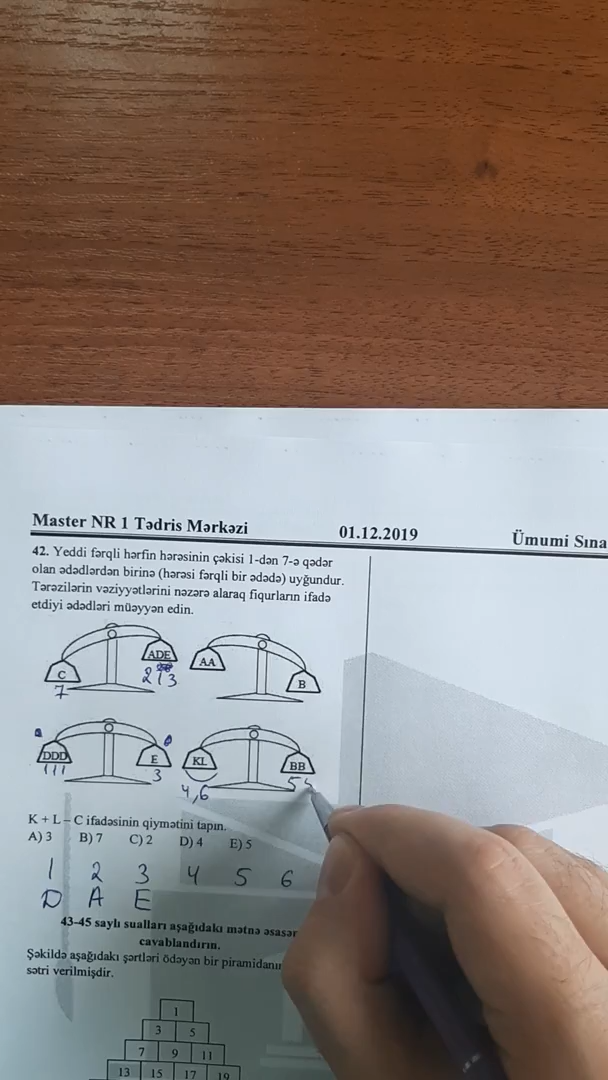 Master NR 1 Tədris Mərkəzi 01.12.2019 Ümumi Sına
42. Yeddi fərqli hərfin hərəsinin çəkisi 1-dən 7-ə qədər
olan ədədlərdən birinə (hərəsi fərqli bir ədədə) uyğundur.
Tərəzilərin vəziyyətlərini nəzərə alaraq fiqurların ifadə
etdiyi ədədləri müəyyən edin.
C ADE AA B
7 2 1 3
DDD E KL BB
1 1 1 3 4,6 5 5
K + L – C ifadəsinin qiymətini tapın.
A) 3 B) 7 C) 2 D) 4 E) 5
1 2 3 4 5 6
D A E
43-45 saylı sualları aşağıdakı mətnə əsasən
cavablandırın.
Şəkildə aşağıdakı şərtləri ödəyən bir piramidanı
sətri verilmişdir.
1
3 5
7 9 11
13 15 17 19